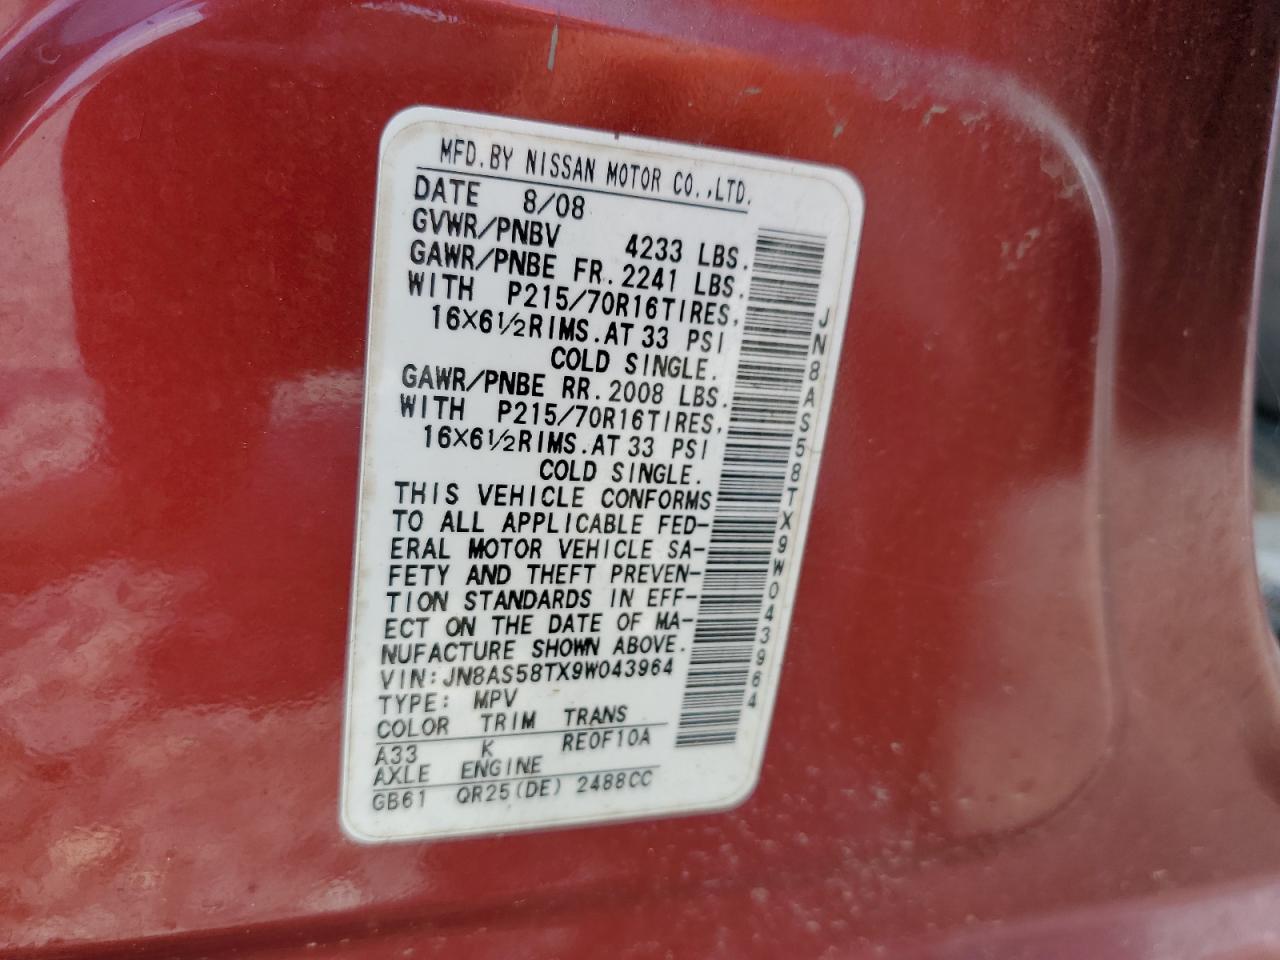 MFD.BY NISSAN MOTOR CO.,LTD.
DATE 8/08
GVWR/PNBV 4233 LBS.
GAWR/PNBE FR.2241 LBS.
WITH P215/70R16TIRES,
16X6½RIMS.AT 33 PSI
COLD SINGLE.
GAWR/PNBE RR.2008 LBS.
WITH P215/70R16TIRES,
16X6½RIMS.AT 33 PSI
COLD SINGLE.
THIS VEHICLE CONFORMS
TO ALL APPLICABLE FED-
ERAL MOTOR VEHICLE SA-
FETY AND THEFT PREVEN-
TION STANDARDS IN EFF-
ECT ON THE DATE OF MA-
NUFACTURE SHOWN ABOVE.
VIN:JN8AS58TX9W043964
TYPE: MPV
COLOR TRIM TRANS
A33 K RE0F10A
AXLE ENGINE
GB61 QR25(DE) 2488CC
JN8AS58TX9W043964